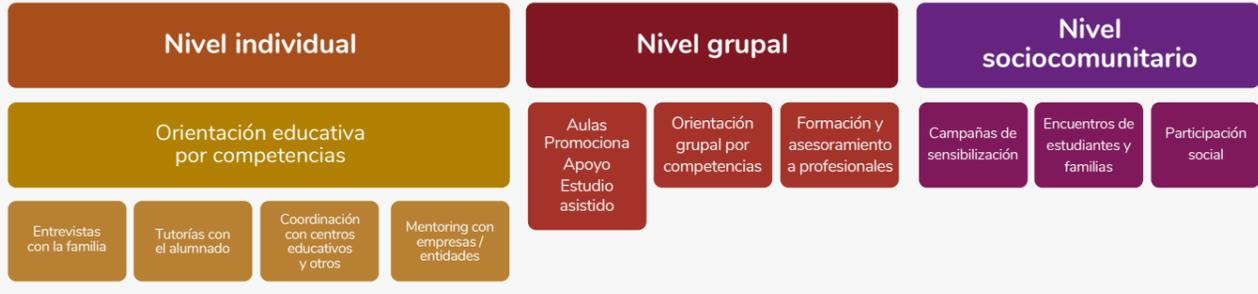 Nivel individual
Orientación educativa
por competencias
Entrevistas
con la familia
Tutorías con
el alumnado
Coordinación
con centros
educativos
y otros
Mentoring con
empresas /
entidades
Nivel grupal
Aulas
Promociona
Apoyo
Estudio
asistido
Orientación
grupal por
competencias
Formación y
asesoramiento
a profesionales
Nivel
sociocomunitario
Campañas de
sensibilización
Encuentros de
estudiantes y
familias
Participación
social